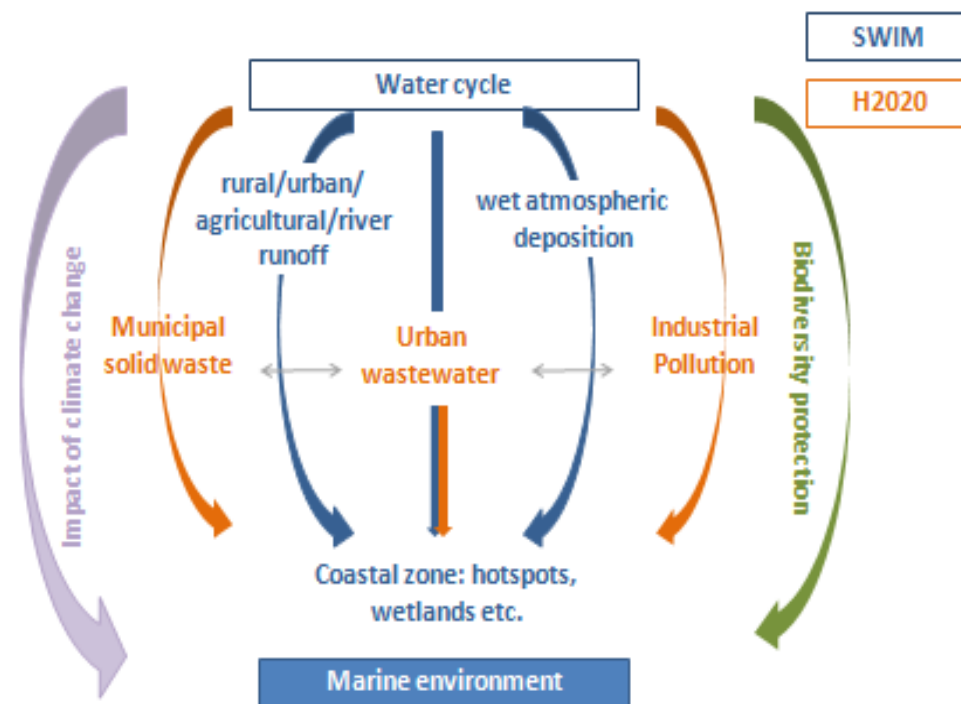 SWIM
Water cycle
H2020
rural/urban/
agricultural/river
runoff
wet atmospheric
deposition
Impact of climate change
Municipal
solid waste
Urban
wastewater
Industrial
Pollution
Biodiversity protection
Coastal zone: hotspots,
wetlands etc.
Marine environment